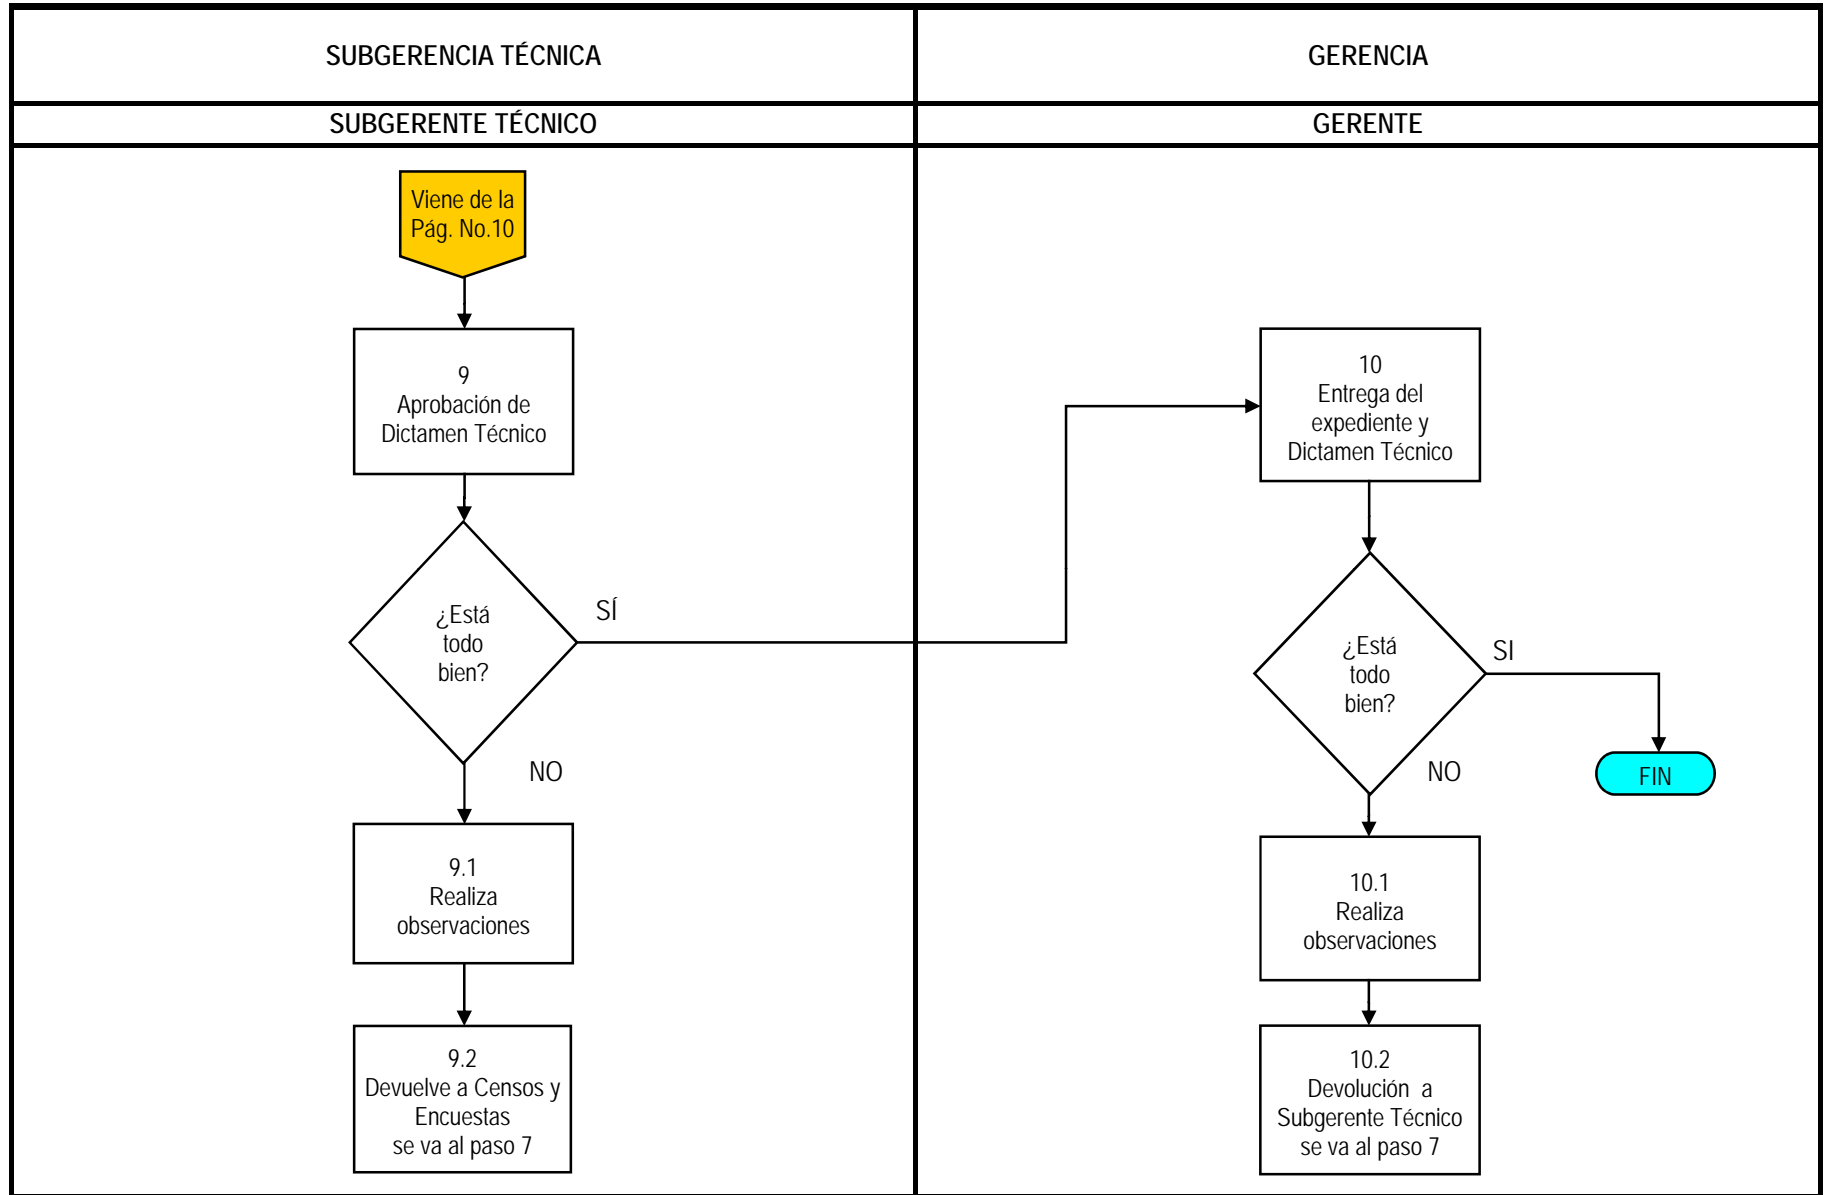 SUBGERENCIA TÉCNICA
GERENCIA
SUBGERENTE TÉCNICO
GERENTE
Viene de la
Pág. No.10
9
Aprobación de
Dictamen Técnico
¿Está
todo
bien?
SÍ
NO
9.1
Realiza
observaciones
9.2
Devuelve a Censos y
Encuestas
se va al paso 7
10
Entrega del
expediente y
Dictamen Técnico
¿Está
todo
bien?
SI
NO
FIN
10.1
Realiza
observaciones
10.2
Devolución a
Subgerente Técnico
se va al paso 7